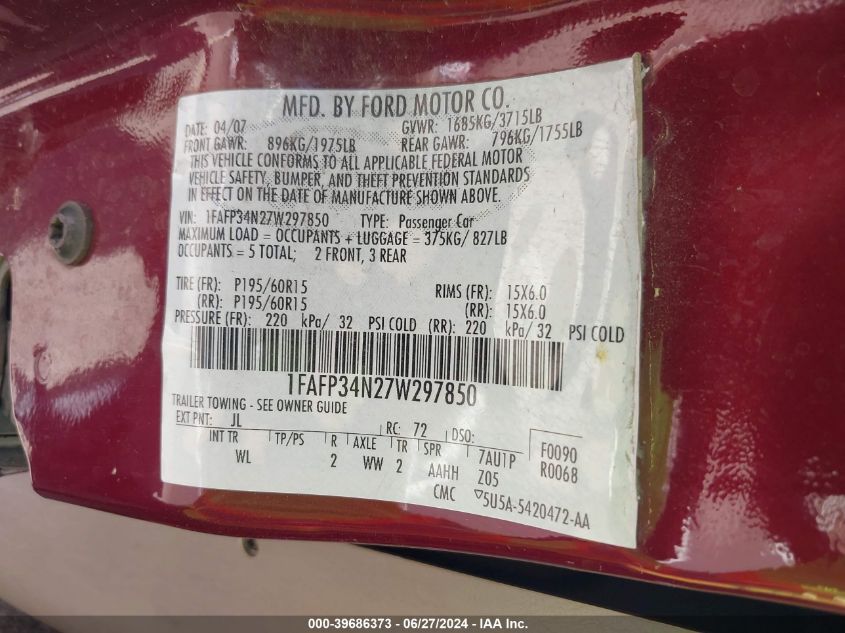 MFD. BY FORD MOTOR CO.
DATE: 04/07 GVWR: 1685KG/3715LB
FRONT GAWR: 896KG/1975LB REAR GAWR: 796KG/1755LB
THIS VEHICLE CONFORMS TO ALL APPLICABLE FEDERAL MOTOR
VEHICLE SAFETY, BUMPER, AND THEFT PREVENTION STANDARDS
IN EFFECT ON THE DATE OF MANUFACTURE SHOWN ABOVE.
VIN: 1FAFP34N27W297850 TYPE: Passenger Car
MAXIMUM LOAD = OCCUPANTS + LUGGAGE = 375KG/ 827LB
OCCUPANTS = 5 TOTAL; 2 FRONT, 3 REAR
TIRE (FR): P195/60R15 RIMS (FR): 15X6.0
(RR): P195/60R15 (RR): 15X6.0
PRESSURE (FR): 220 kPa/ 32 PSI COLD (RR): 220 kPa/ 32 PSI COLD
1FAFP34N27W297850
TRAILER TOWING - SEE OWNER GUIDE
EXT PNT: JL RC: 72 DSO:
INT TR TP/PS R AXLE TR SPR 7AU1P F0090
WL 2 WW 2 AAHH Z05 R0068
CMC ▽5U5A-5420472-AA
000-39686373 - 06/27/2024 - IAA Inc.